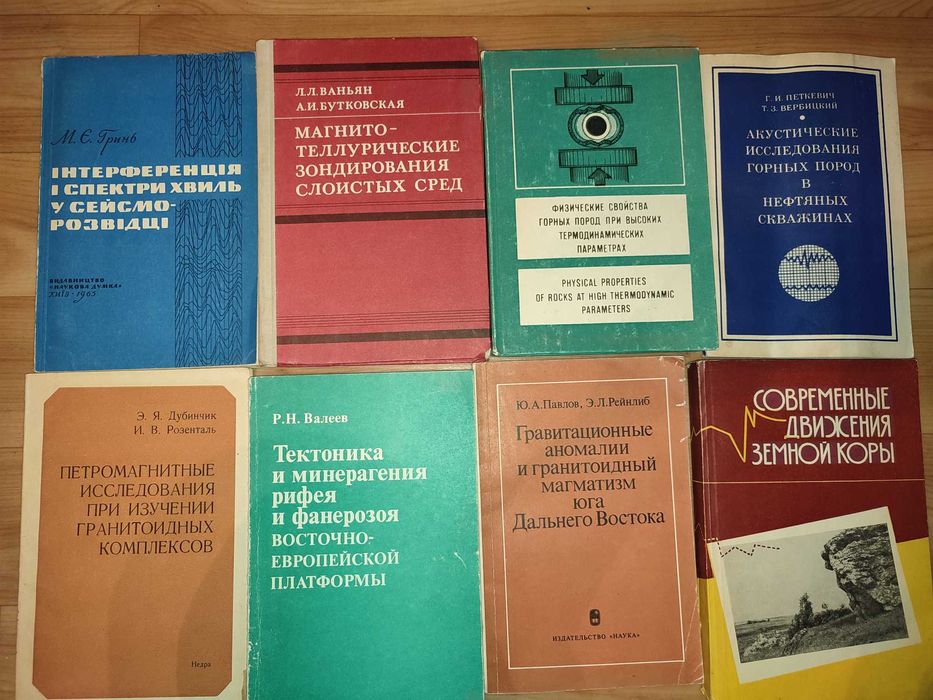 М. Є. Гринь
ІНТЕРФЕРЕНЦІЯ
І СПЕКТРИ ХВИЛЬ
У СЕЙСМО-
РОЗВІДЦІ
ВИДАВНИЦТВО
«НАУКОВА ДУМКА»
КИЇВ - 1965
Л.Л.ВАНЬЯН
А.И.БУТКОВСКАЯ
МАГНИТО-
ТЕЛЛУРИЧЕСКИЕ
ЗОНДИРОВАНИЯ
СЛОИСТЫХ СРЕД
ФИЗИЧЕСКИЕ СВОЙСТВА
ГОРНЫХ ПОРОД ПРИ ВЫСОКИХ
ТЕРМОДИНАМИЧЕСКИХ
ПАРАМЕТРАХ
PHYSICAL PROPERTIES
OF ROCKS AT HIGH THERMODYNAMIC
PARAMETERS
Г. И. ПЕТКЕВИЧ
Т. З. ВЕРБИЦКИЙ
АКУСТИЧЕСКИЕ
ИССЛЕДОВАНИЯ
ГОРНЫХ ПОРОД
В
НЕФТЯНЫХ
СКВАЖИНАХ
Э. Я. Дубинчик
И. В. Розенталь
ПЕТРОМАГНИТНЫЕ
ИССЛЕДОВАНИЯ
ПРИ ИЗУЧЕНИИ
ГРАНИТОИДНЫХ
КОМПЛЕКСОВ
Недра
Р.Н. Валеев
Тектоника
и минерагения
рифея
и фанерозоя
ВОСТОЧНО-
ЕВРОПЕЙСКОЙ
ПЛАТФОРМЫ
Ю.А.Павлов, Э.Л.Рейнлиб
Гравитационные
аномалии
и гранитоидный
магматизм
юга
Дальнего Востока
ИЗДАТЕЛЬСТВО «НАУКА»
СОВРЕМЕННЫЕ
ДВИЖЕНИЯ
ЗЕМНОЙ КОРЫ